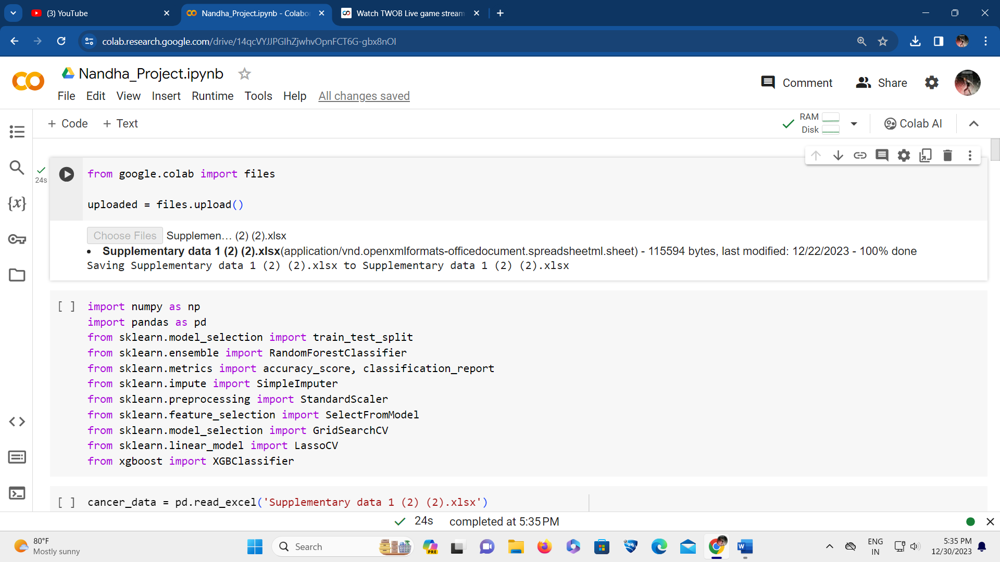 (3) YouTube
Nandha_Project.ipynb - Colabo
Watch TWOB Live game stream
colab.research.google.com/drive/14qcVYJJPGIhZjwhvOpnFCT6G-gbx8nOI
Nandha_Project.ipynb
File Edit View Insert Runtime Tools Help All changes saved
Comment Share
+ Code + Text
RAM
Disk
Colab AI
24s
from google.colab import files
uploaded = files.upload()
Choose Files Supplemen… (2) (2).xlsx
• Supplementary data 1 (2) (2).xlsx(application/vnd.openxmlformats-officedocument.spreadsheetml.sheet) - 115594 bytes, last modified: 12/22/2023 - 100% done
Saving Supplementary data 1 (2) (2).xlsx to Supplementary data 1 (2) (2).xlsx
[ ] import numpy as np
import pandas as pd
from sklearn.model_selection import train_test_split
from sklearn.ensemble import RandomForestClassifier
from sklearn.metrics import accuracy_score, classification_report
from sklearn.impute import SimpleImputer
from sklearn.preprocessing import StandardScaler
from sklearn.feature_selection import SelectFromModel
from sklearn.model_selection import GridSearchCV
from sklearn.linear_model import LassoCV
from xgboost import XGBClassifier
[ ] cancer_data = pd.read_excel('Supplementary data 1 (2) (2).xlsx')
24s completed at 5:35 PM
80°F
Mostly sunny
Search
PRE
ENG
IN
5:35 PM
12/30/2023